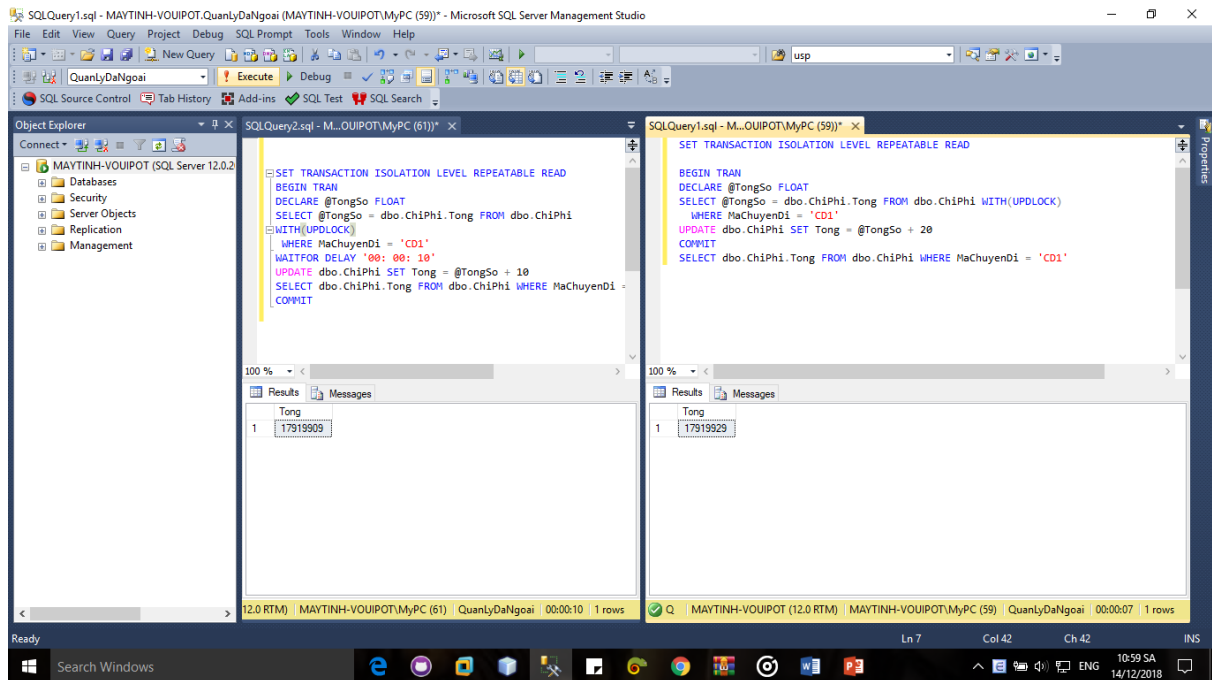 SQLQuery1.sql - MAYTINH-VOUIPOT.QuanLyDaNgoai (MAYTINH-VOUIPOT\MyPC (59))* - Microsoft SQL Server Management Studio
File Edit View Query Project Debug SQL Prompt Tools Window Help
New Query usp
QuanLyDaNgoai Execute Debug
SQL Source Control Tab History Add-ins SQL Test SQL Search
Object Explorer
Connect
MAYTINH-VOUIPOT (SQL Server 12.0.20
Databases
Security
Server Objects
Replication
Management
SQLQuery2.sql - M...OUIPOT\MyPC (61))*
SET TRANSACTION ISOLATION LEVEL REPEATABLE READ
BEGIN TRAN
DECLARE @TongSo FLOAT
SELECT @TongSo = dbo.ChiPhi.Tong FROM dbo.ChiPhi
WITH(UPDLOCK)
WHERE MaChuyenDi = 'CD1'
WAITFOR DELAY '00: 00: 10'
UPDATE dbo.ChiPhi SET Tong = @TongSo + 10
SELECT dbo.ChiPhi.Tong FROM dbo.ChiPhi WHERE MaChuyenDi =
COMMIT
100 %
Results Messages
Tong
1 17919909
12.0 RTM) MAYTINH-VOUIPOT\MyPC (61) QuanLyDaNgoai 00:00:10 1 rows
SQLQuery1.sql - M...OUIPOT\MyPC (59))*
SET TRANSACTION ISOLATION LEVEL REPEATABLE READ
BEGIN TRAN
DECLARE @TongSo FLOAT
SELECT @TongSo = dbo.ChiPhi.Tong FROM dbo.ChiPhi WITH(UPDLOCK)
WHERE MaChuyenDi = 'CD1'
UPDATE dbo.ChiPhi SET Tong = @TongSo + 20
COMMIT
SELECT dbo.ChiPhi.Tong FROM dbo.ChiPhi WHERE MaChuyenDi = 'CD1'
100 %
Results Messages
Tong
1 17919929
Q MAYTINH-VOUIPOT (12.0 RTM) MAYTINH-VOUIPOT\MyPC (59) QuanLyDaNgoai 00:00:07 1 rows
Properties
Ready Ln 7 Col 42 Ch 42 INS
Search Windows
ENG
10:59 SA
14/12/2018